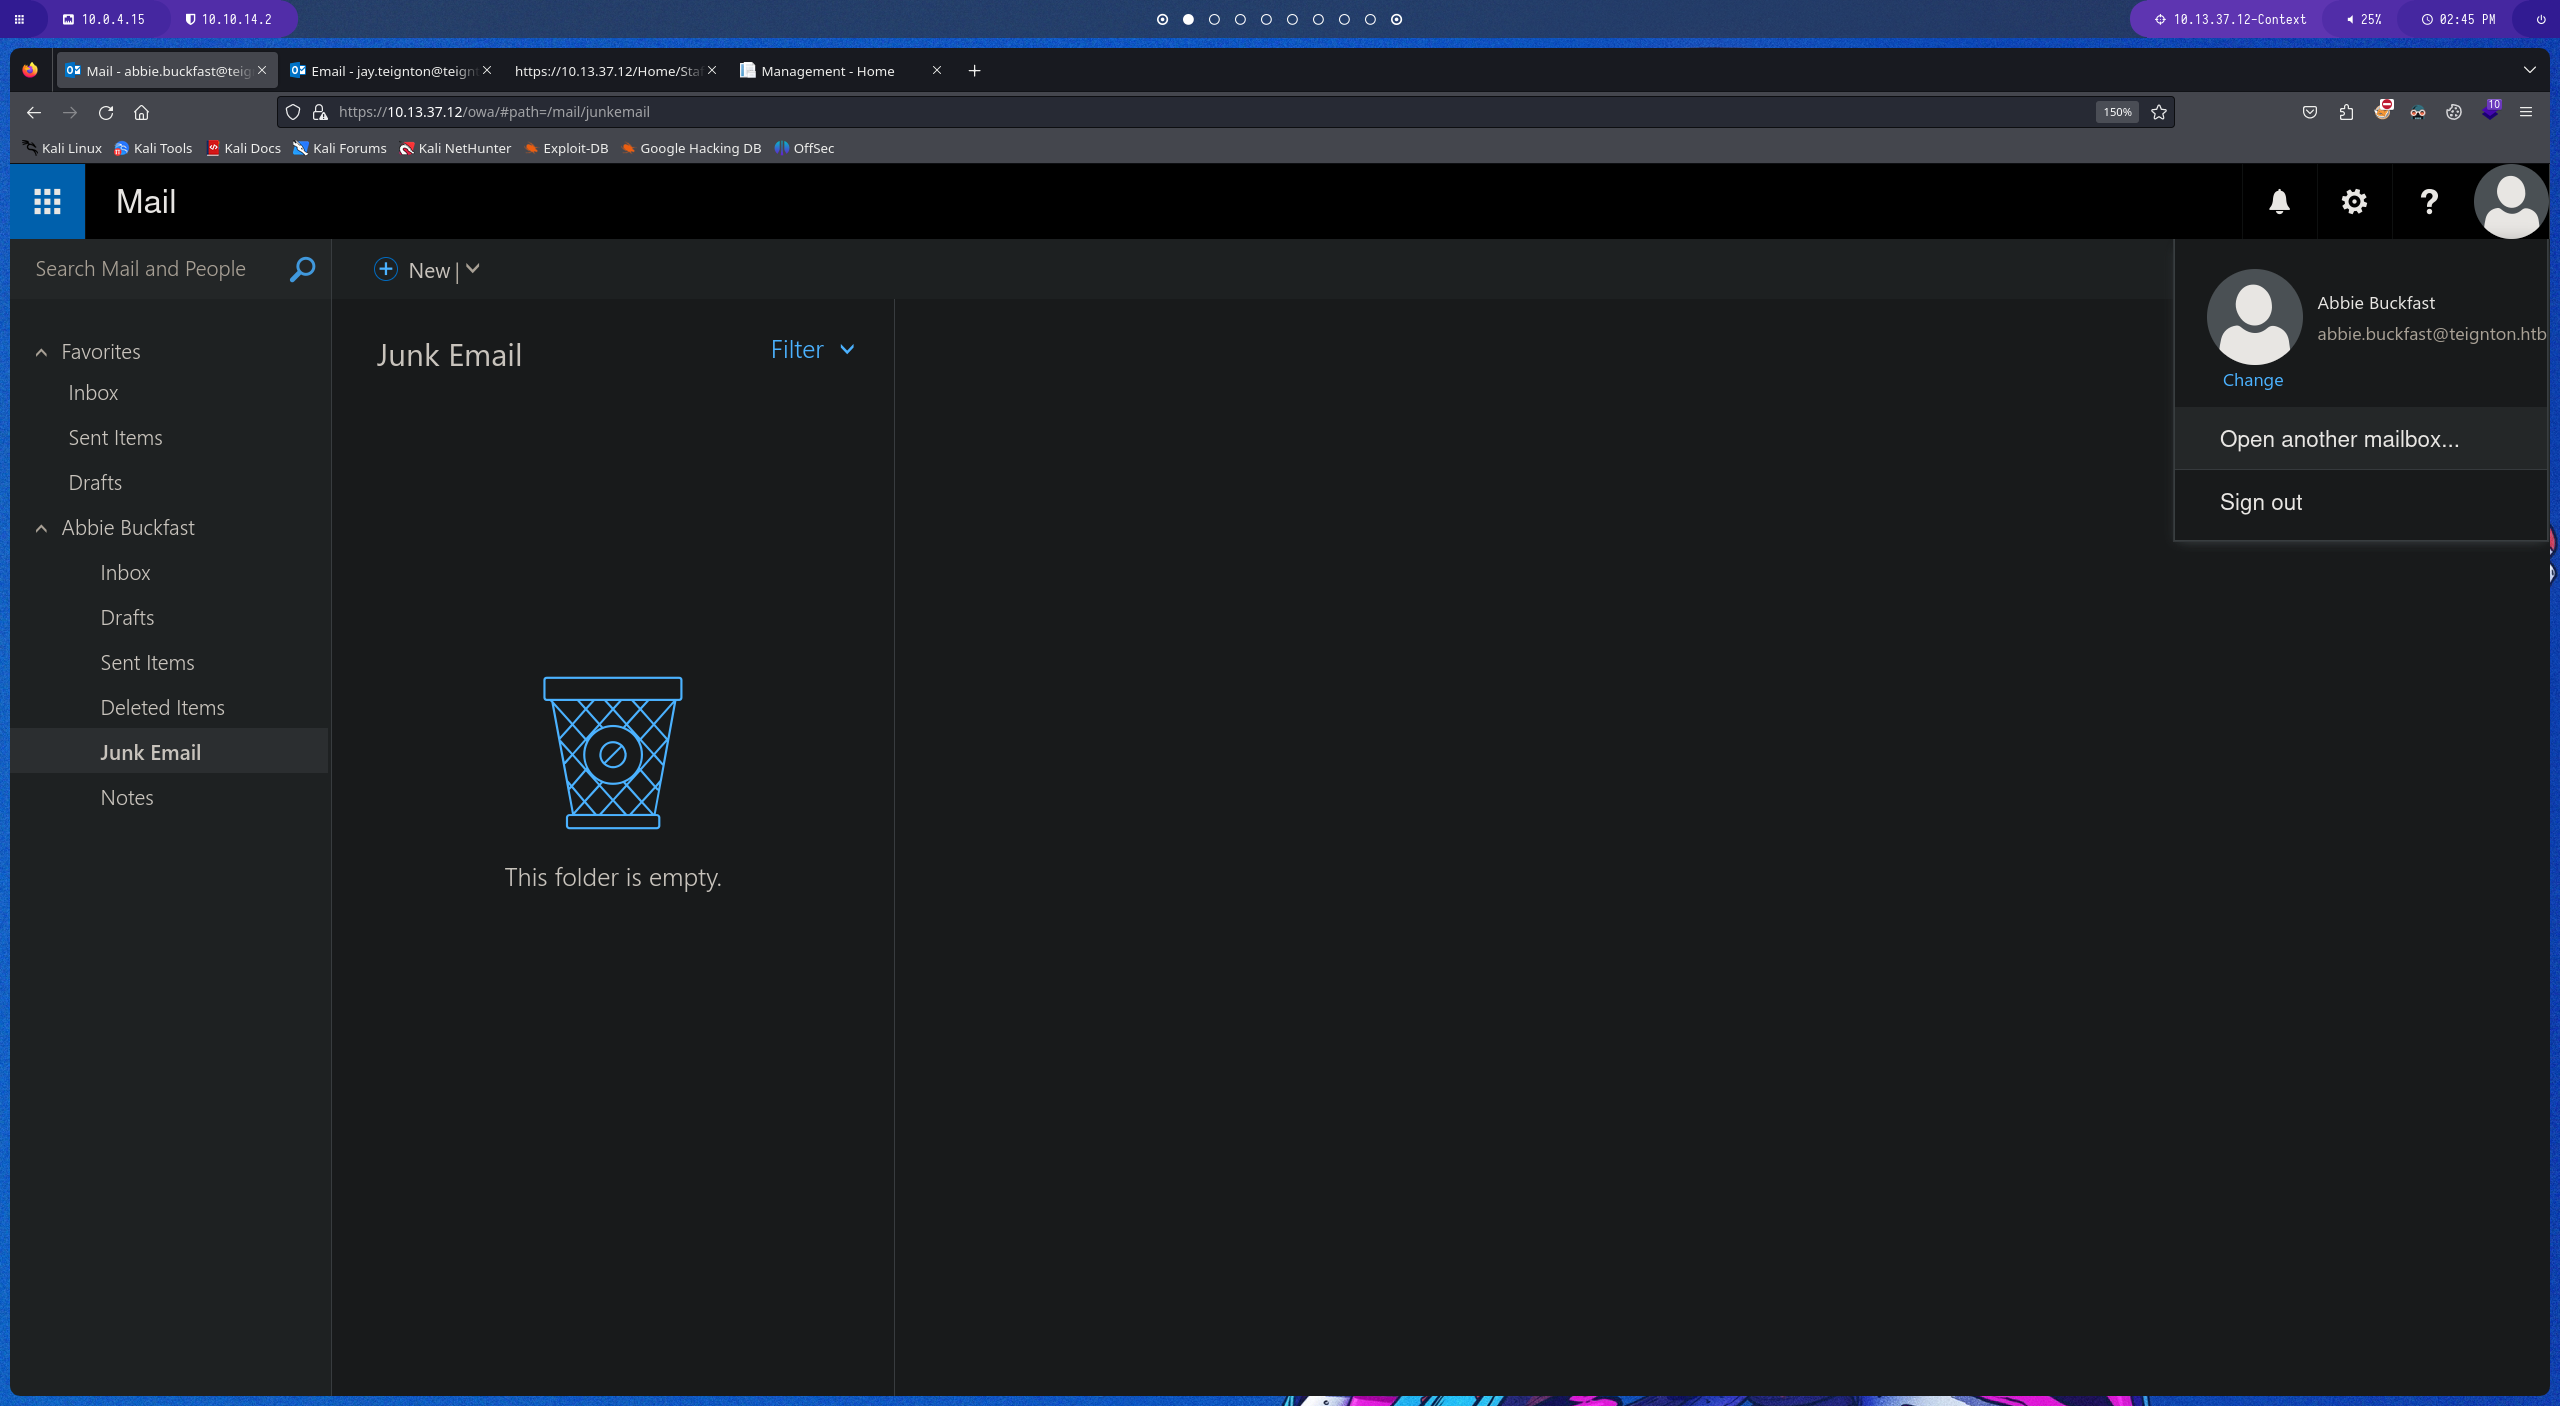 10.0.4.15 10.10.14.2 10.13.37.12-Context 25% 02:45 PM
Mail - abbie.buckfast@teig Email - jay.teignton@teign https://10.13.37.12/Home/Sta Management - Home
https://10.13.37.12/owa/#path=/mail/junkemail 150% 10
Kali Linux Kali Tools Kali Docs Kali Forums Kali NetHunter Exploit-DB Google Hacking DB OffSec
Mail ?
Search Mail and People New |
Abbie Buckfast
abbie.buckfast@teignton.htb
Change
Open another mailbox...
Sign out
Favorites
Inbox
Sent Items
Drafts
Abbie Buckfast
Inbox
Drafts
Sent Items
Deleted Items
Junk Email
Notes
Junk Email Filter
This folder is empty.